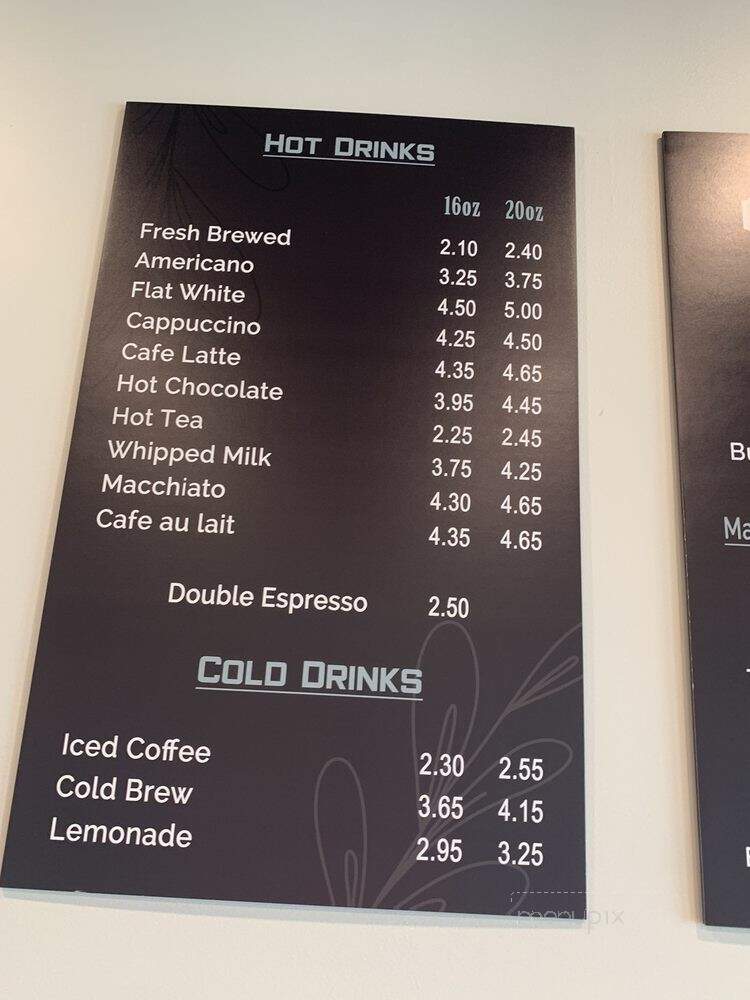 HOT DRINKS
16oz 20oz
Fresh Brewed 2.10 2.40
Americano 3.25 3.75
Flat White 4.50 5.00
Cappuccino 4.25 4.50
Cafe Latte 4.35 4.65
Hot Chocolate 3.95 4.45
Hot Tea 2.25 2.45
Whipped Milk 3.75 4.25
Macchiato 4.30 4.65
Cafe au lait 4.35 4.65
Double Espresso 2.50
COLD DRINKS
Iced Coffee 2.30 2.55
Cold Brew 3.65 4.15
Lemonade 2.95 3.25
menupix
Bu
Ma